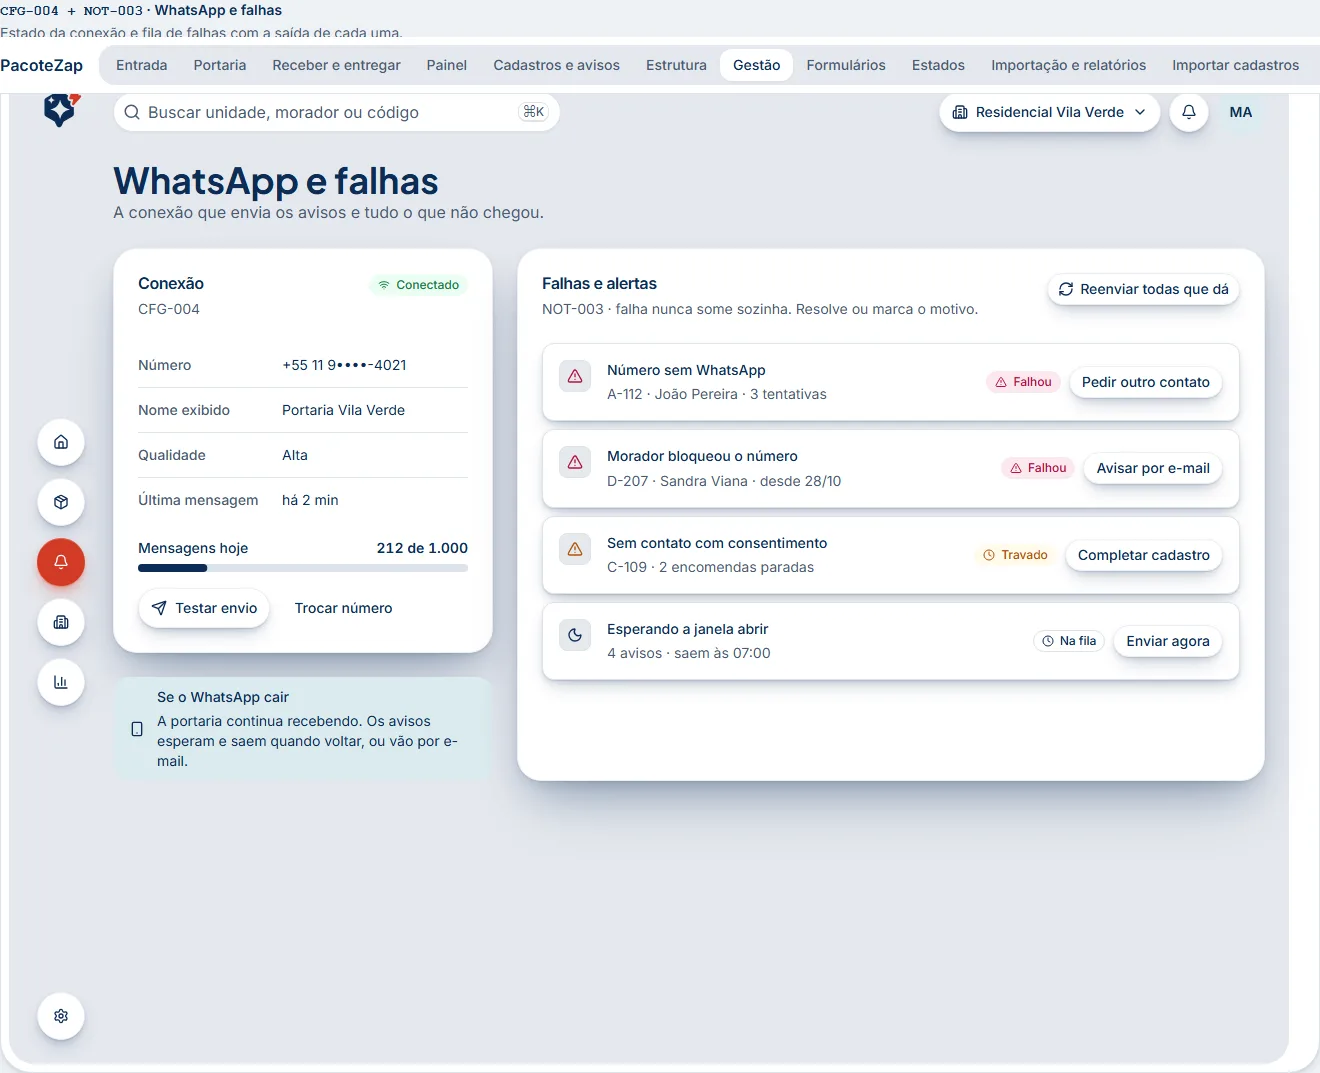 CFG-004 + NOT-003 · WhatsApp e falhas
Estado da conexão e fila de falhas com a saída de cada uma.
PacoteZap
Entrada
Portaria
Receber e entregar
Painel
Cadastros e avisos
Estrutura
Gestão
Formulários
Estados
Importação e relatórios
Importar cadastros
Buscar unidade, morador ou código
⌘K
Residencial Vila Verde
MA
WhatsApp e falhas
A conexão que envia os avisos e tudo o que não chegou.
Conexão
Conectado
CFG-004
Número
+55 11 9••••-4021
Nome exibido
Portaria Vila Verde
Qualidade
Alta
Última mensagem
há 2 min
Mensagens hoje
212 de 1.000
Testar envio
Trocar número
Se o WhatsApp cair
A portaria continua recebendo. Os avisos
esperam e saem quando voltar, ou vão por e-
mail.
Falhas e alertas
NOT-003 · falha nunca some sozinha. Resolve ou marca o motivo.
Reenviar todas que dá
Número sem WhatsApp
A-112 · João Pereira · 3 tentativas
Falhou
Pedir outro contato
Morador bloqueou o número
D-207 · Sandra Viana · desde 28/10
Falhou
Avisar por e-mail
Sem contato com consentimento
C-109 · 2 encomendas paradas
Travado
Completar cadastro
Esperando a janela abrir
4 avisos · saem às 07:00
Na fila
Enviar agora